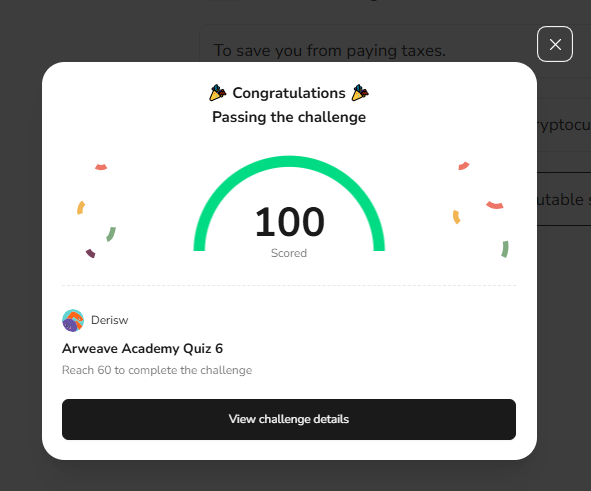 To save you from paying taxes.
Congratulations
Passing the challenge
ryptocu
utable s
100
Scored
Derisw
Arweave Academy Quiz 6
Reach 60 to complete the challenge
View challenge details